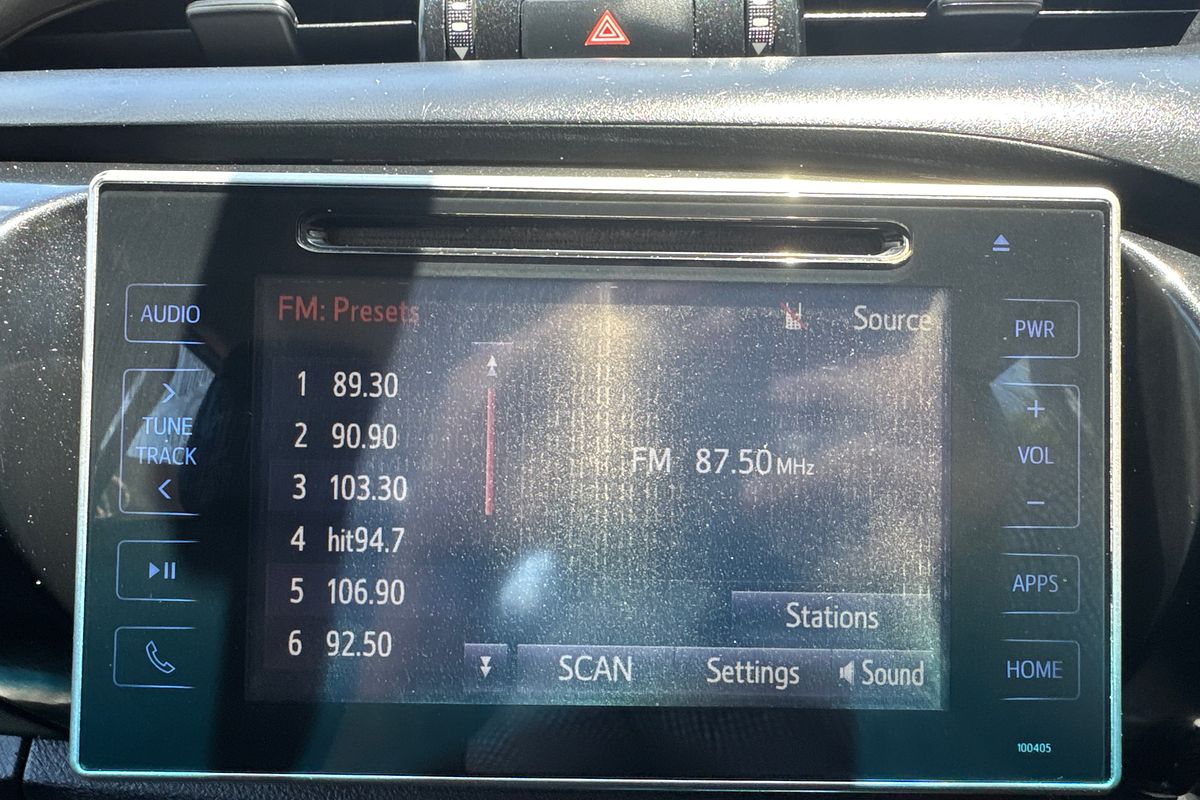 FM: Presets
Source
AUDIO
PWR
1 89.30
2 90.90
TUNE
TRACK
+
VOL
-
FM 87.50 MHz
3 103.30
4 hit94.7
5 106.90
APPS
Stations
6 92.50
SCAN
Settings
Sound
HOME
100405